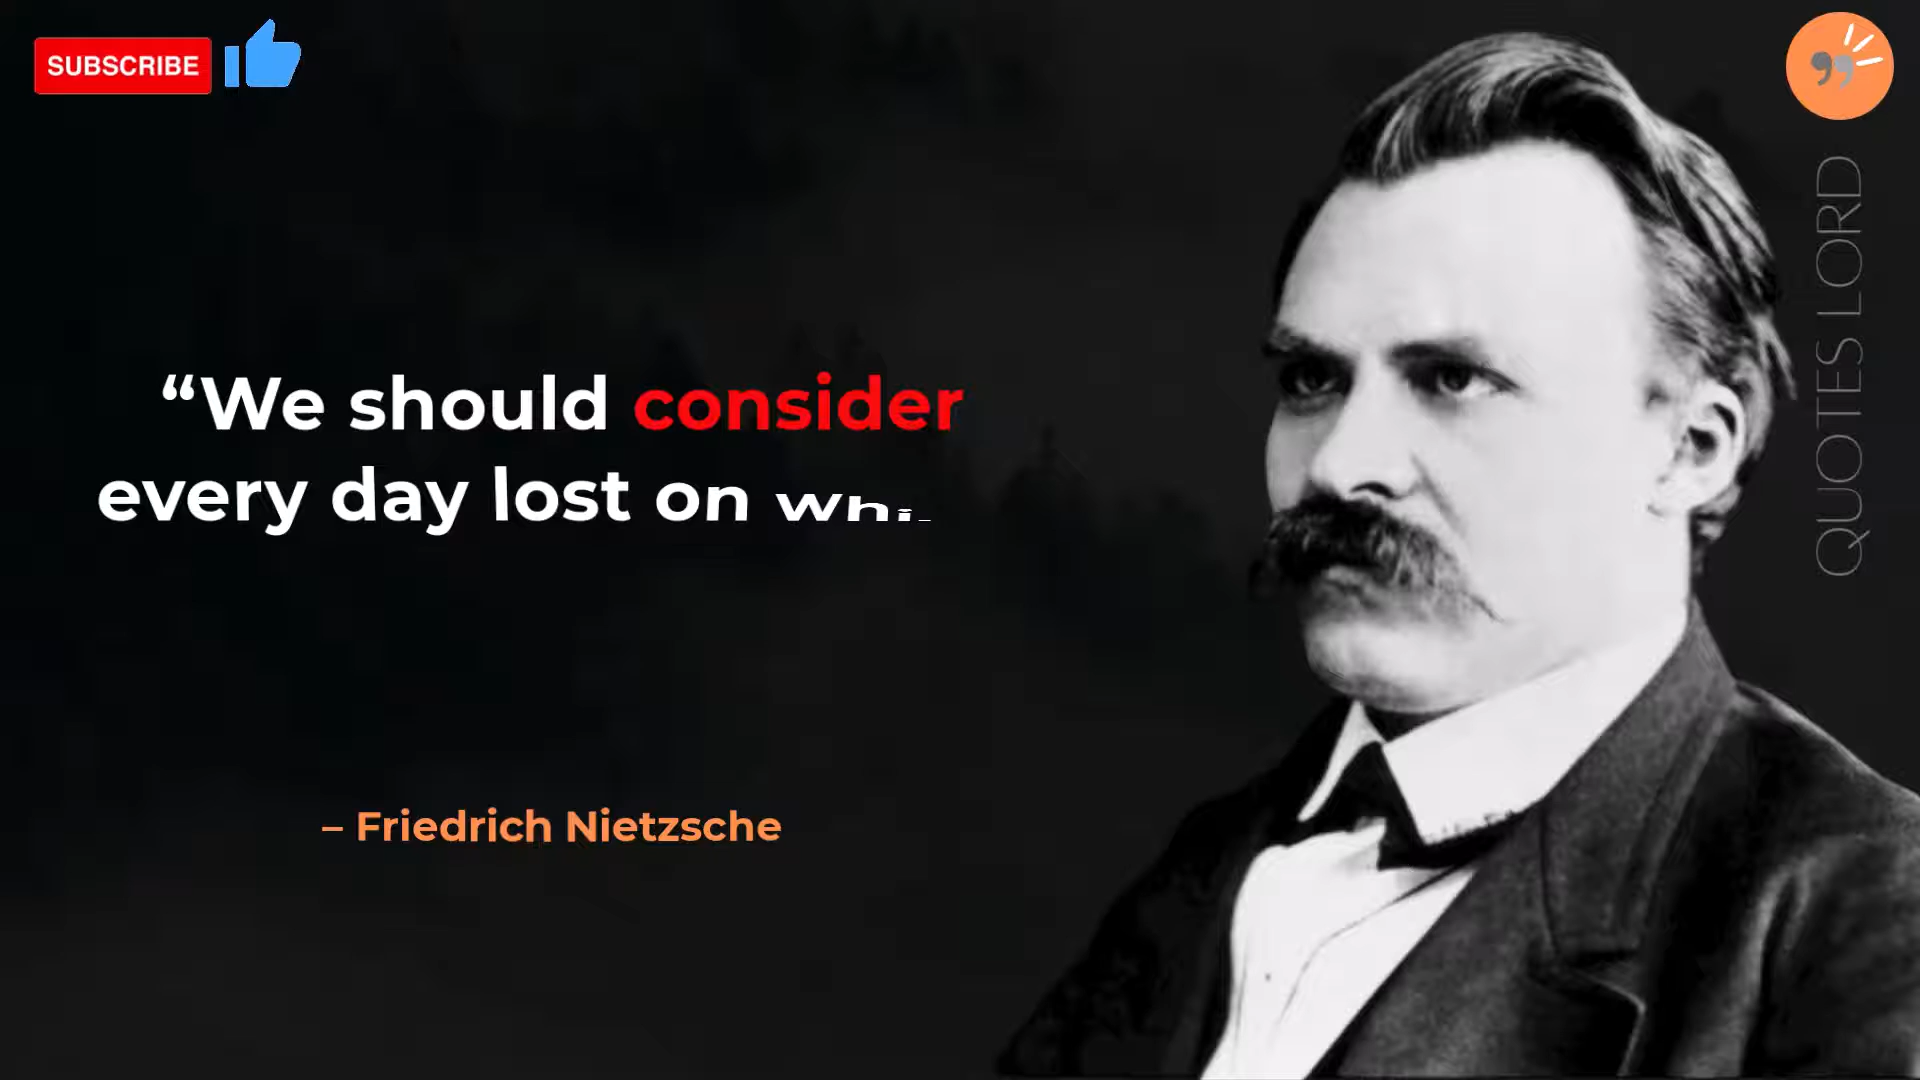 SUBSCRIBE
“We should consider
every day lost on
– Friedrich Nietzsche
QUOTES LORD